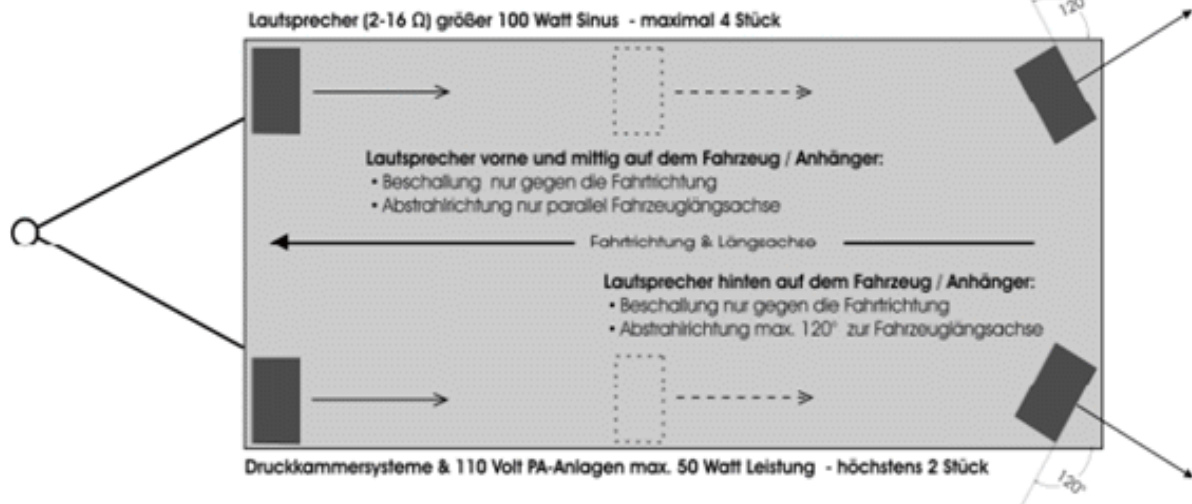 Lautsprecher (2-16 Ω) größer 100 Watt Sinus - maximal 4 Stück
120°
Lautsprecher vorne und mittig auf dem Fahrzeug / Anhänger:
• Beschallung nur gegen die Fahrtrichtung
• Abstrahlrichtung nur parallel Fahrzeuglängsachse
Fahrtrichtung & Längsachse
Lautsprecher hinten auf dem Fahrzeug / Anhänger:
• Beschallung nur gegen die Fahrtrichtung
• Abstrahlrichtung max. 120° zur Fahrzeuglängsachse
Druckkammersysteme & 110 Volt PA-Anlagen max. 50 Watt Leistung - höchstens 2 Stück
120°